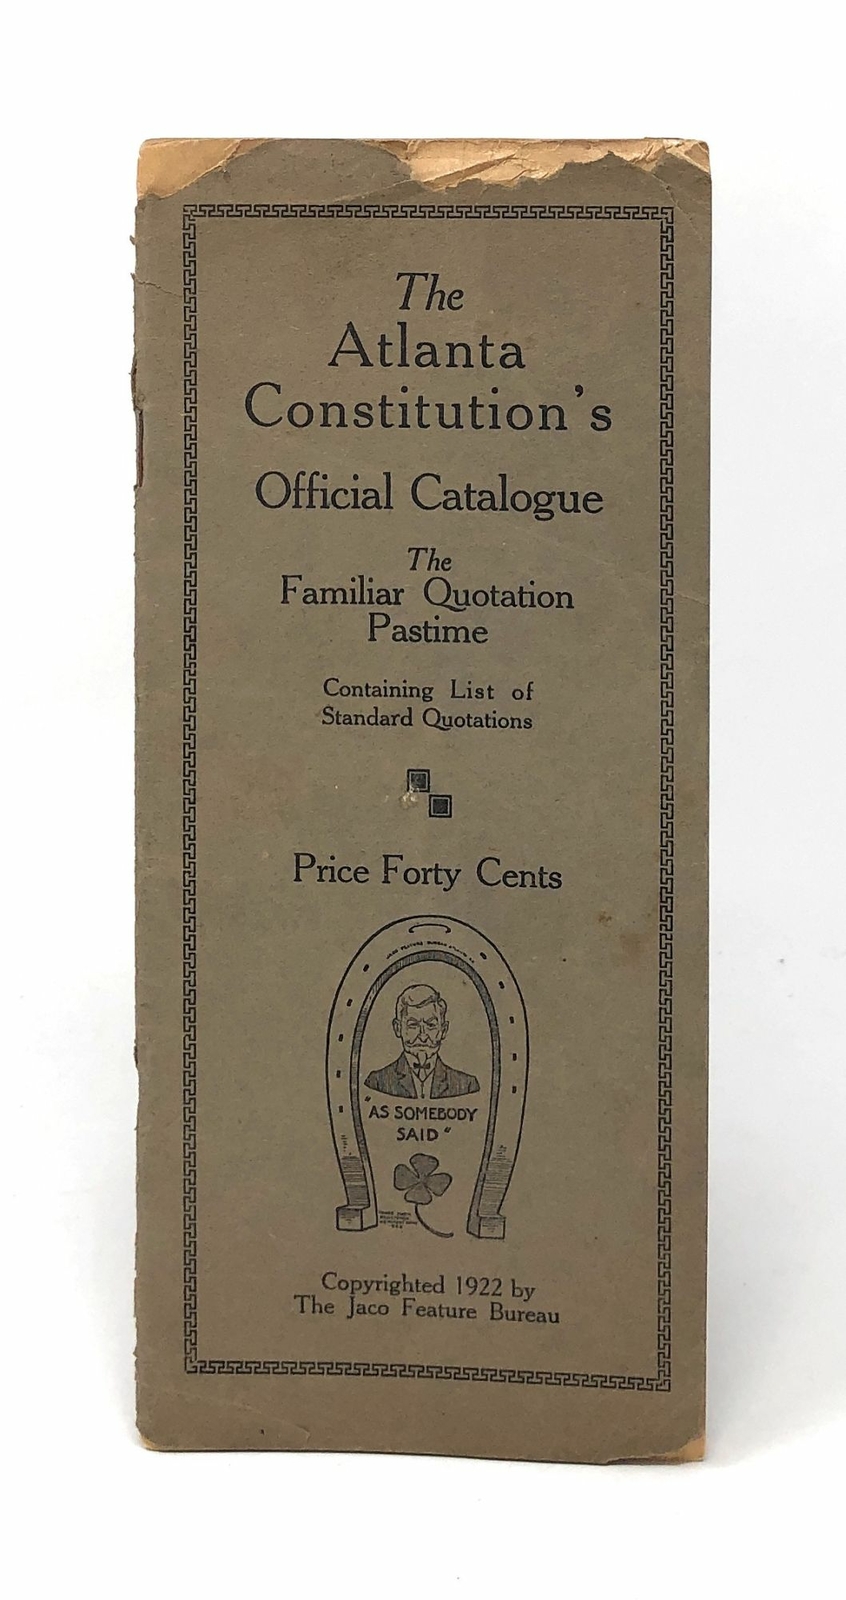 The
Atlanta
Constitution's
Official Catalogue
The
Familiar Quotation
Pastime
Containing List of
Standard Quotations
Price Forty Cents
"AS SOMEBODY
SAID"
Copyrighted 1922 by
The Jaco Feature Bureau